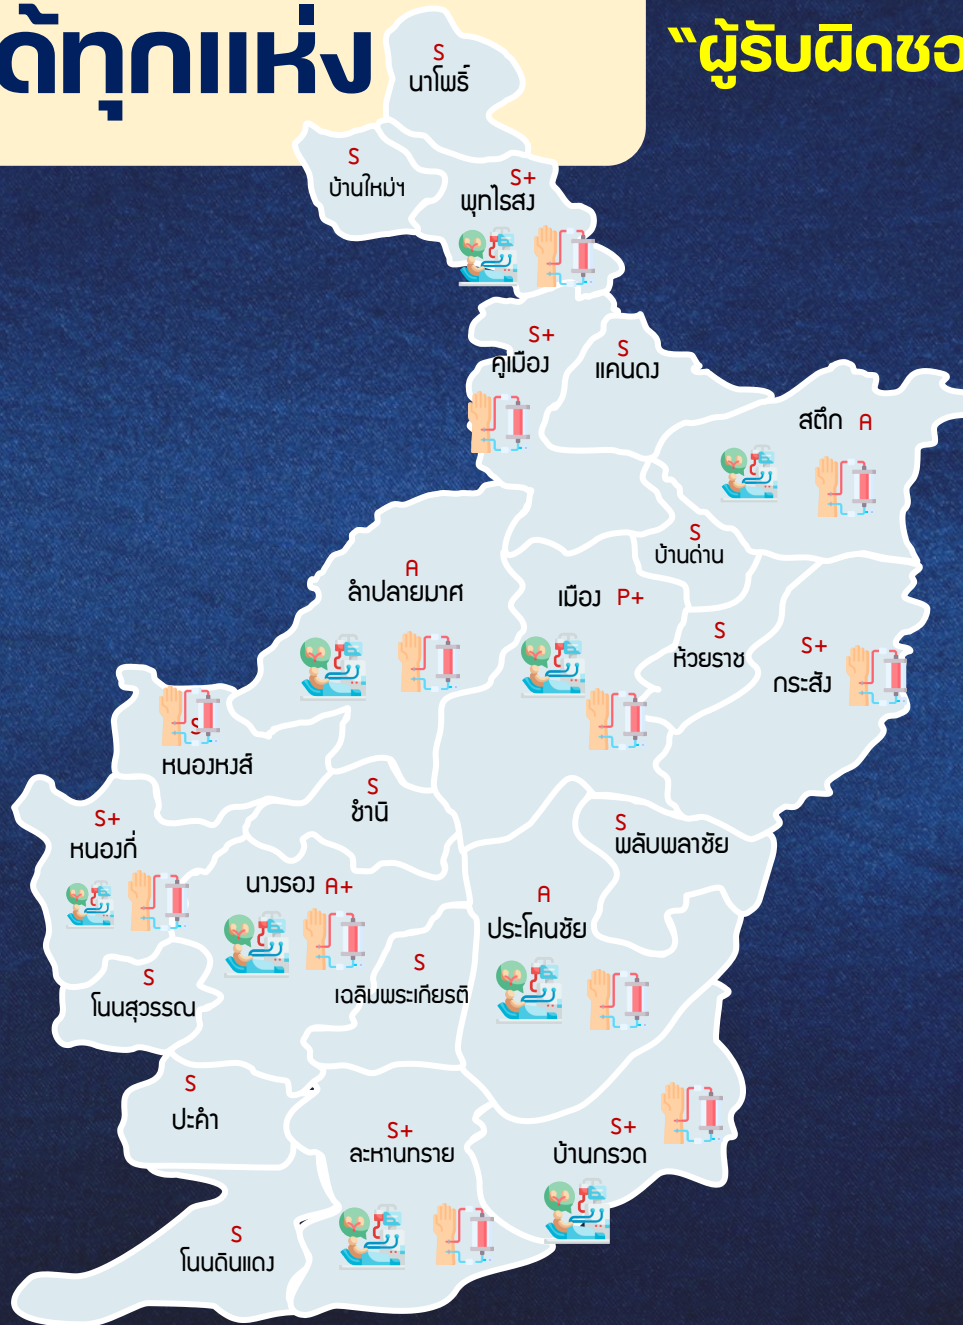 ด้ทุกแห่ง
“ผู้รับผิดชอ
S
นาโพธิ์
S
บ้านใหม่ฯ
S+
พุทไธสง
S+
คูเมือง
S
แคนดง
สตึก A
S
บ้านด่าน
A
ลำปลายมาศ
เมือง P+
S
ห้วยราช
S+
กระสัง
S
หนองหงส์
S
ชำนิ
S+
หนองกี่
S
พลับพลาชัย
นางรอง A+
A
ประโคนชัย
S
โนนสุวรรณ
S
เฉลิมพระเกียรติ
S
ปะคำ
S+
ละหานทราย
S+
บ้านกรวด
S
โนนดินแดง